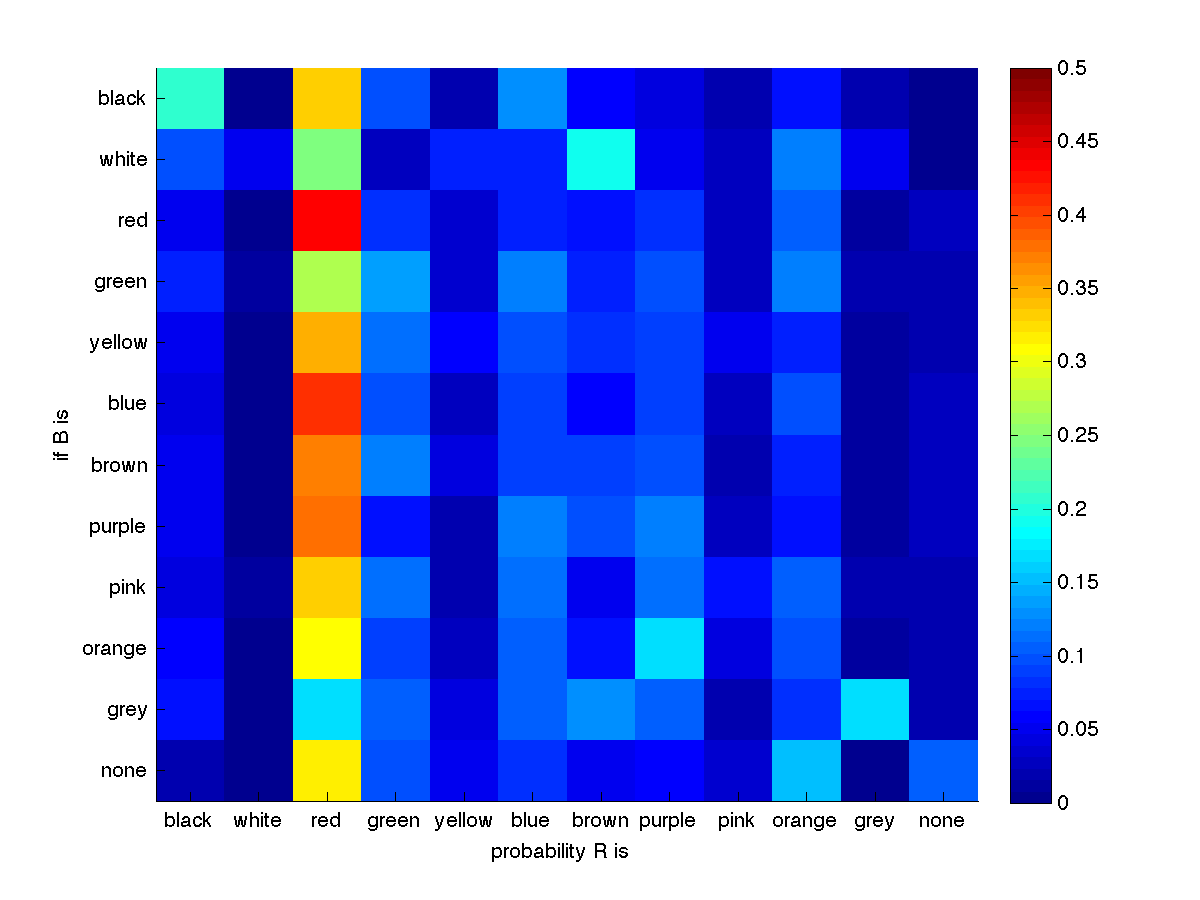 black
white
red
green
yellow
blue
brown
purple
pink
orange
grey
none
if B is
black white red green yellow blue brown purple pink orange grey none
probability R is
0.5
0.45
0.4
0.35
0.3
0.25
0.2
0.15
0.1
0.05
0